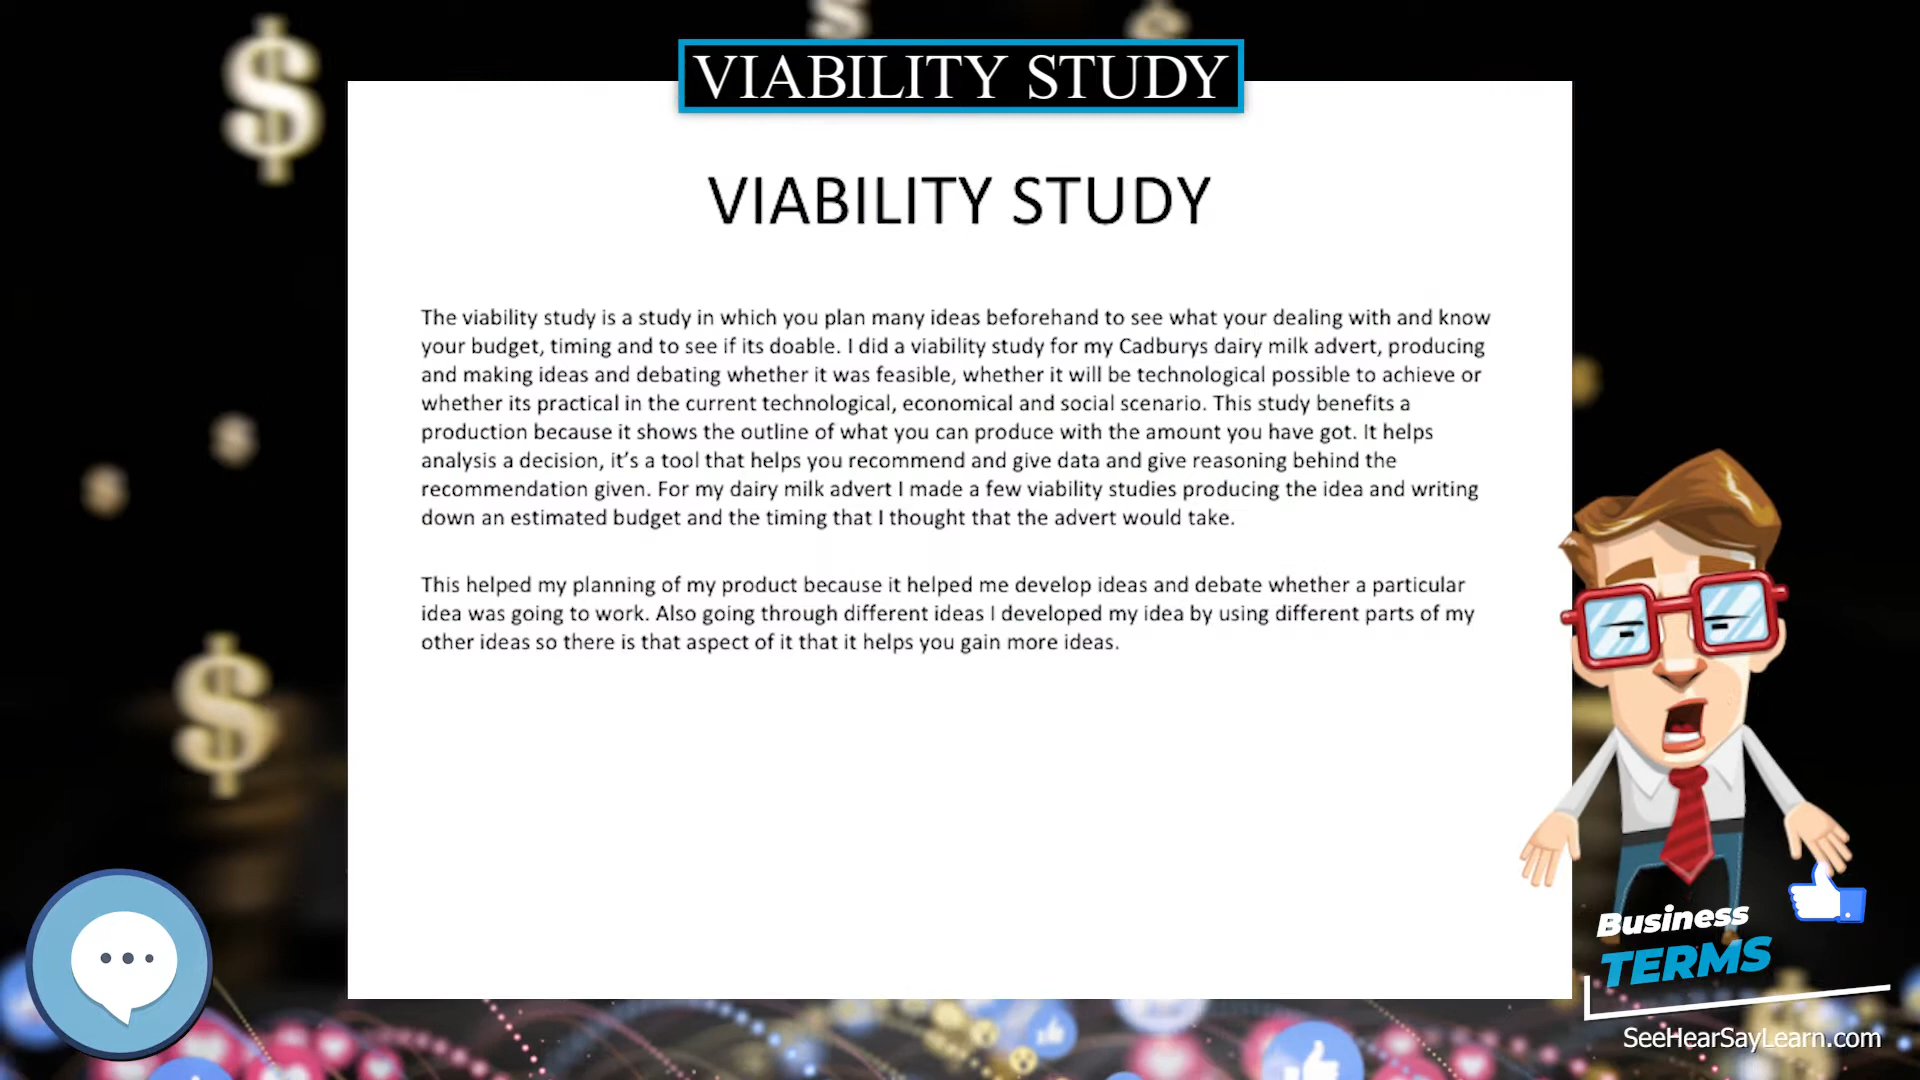 VIABILITY STUDY
VIABILITY STUDY
The viability study is a study in which you plan many ideas beforehand to see what your dealing with and know
your budget, timing and to see if its doable. I did a viability study for my Cadburys dairy milk advert, producing
and making ideas and debating whether it was feasible, whether it will be technological possible to achieve or
whether its practical in the current technological, economical and social scenario. This study benefits a
production because it shows the outline of what you can produce with the amount you have got. It helps
analysis a decision, it’s a tool that helps you recommend and give data and give reasoning behind the
recommendation given. For my dairy milk advert I made a few viability studies producing the idea and writing
down an estimated budget and the timing that I thought that the advert would take.
This helped my planning of my product because it helped me develop ideas and debate whether a particular
idea was going to work. Also going through different ideas I developed my idea by using different parts of my
other ideas so there is that aspect of it that it helps you gain more ideas.
Business
TERMS
SeeHearSayLearn.com